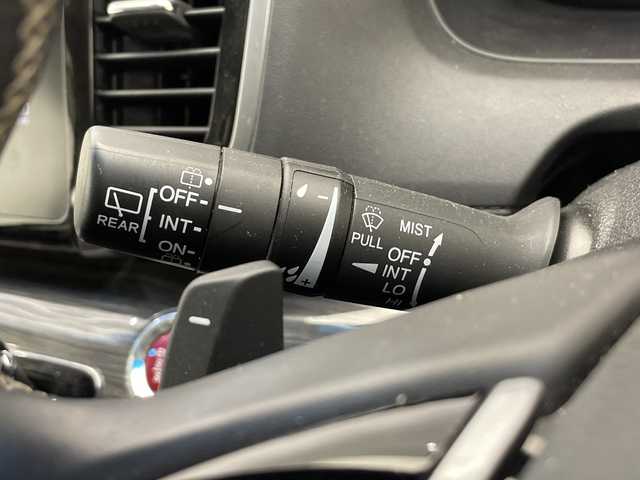 REAR
OFF
INT
ON
−
+
PULL
MIST
OFF
INT
LO
HI